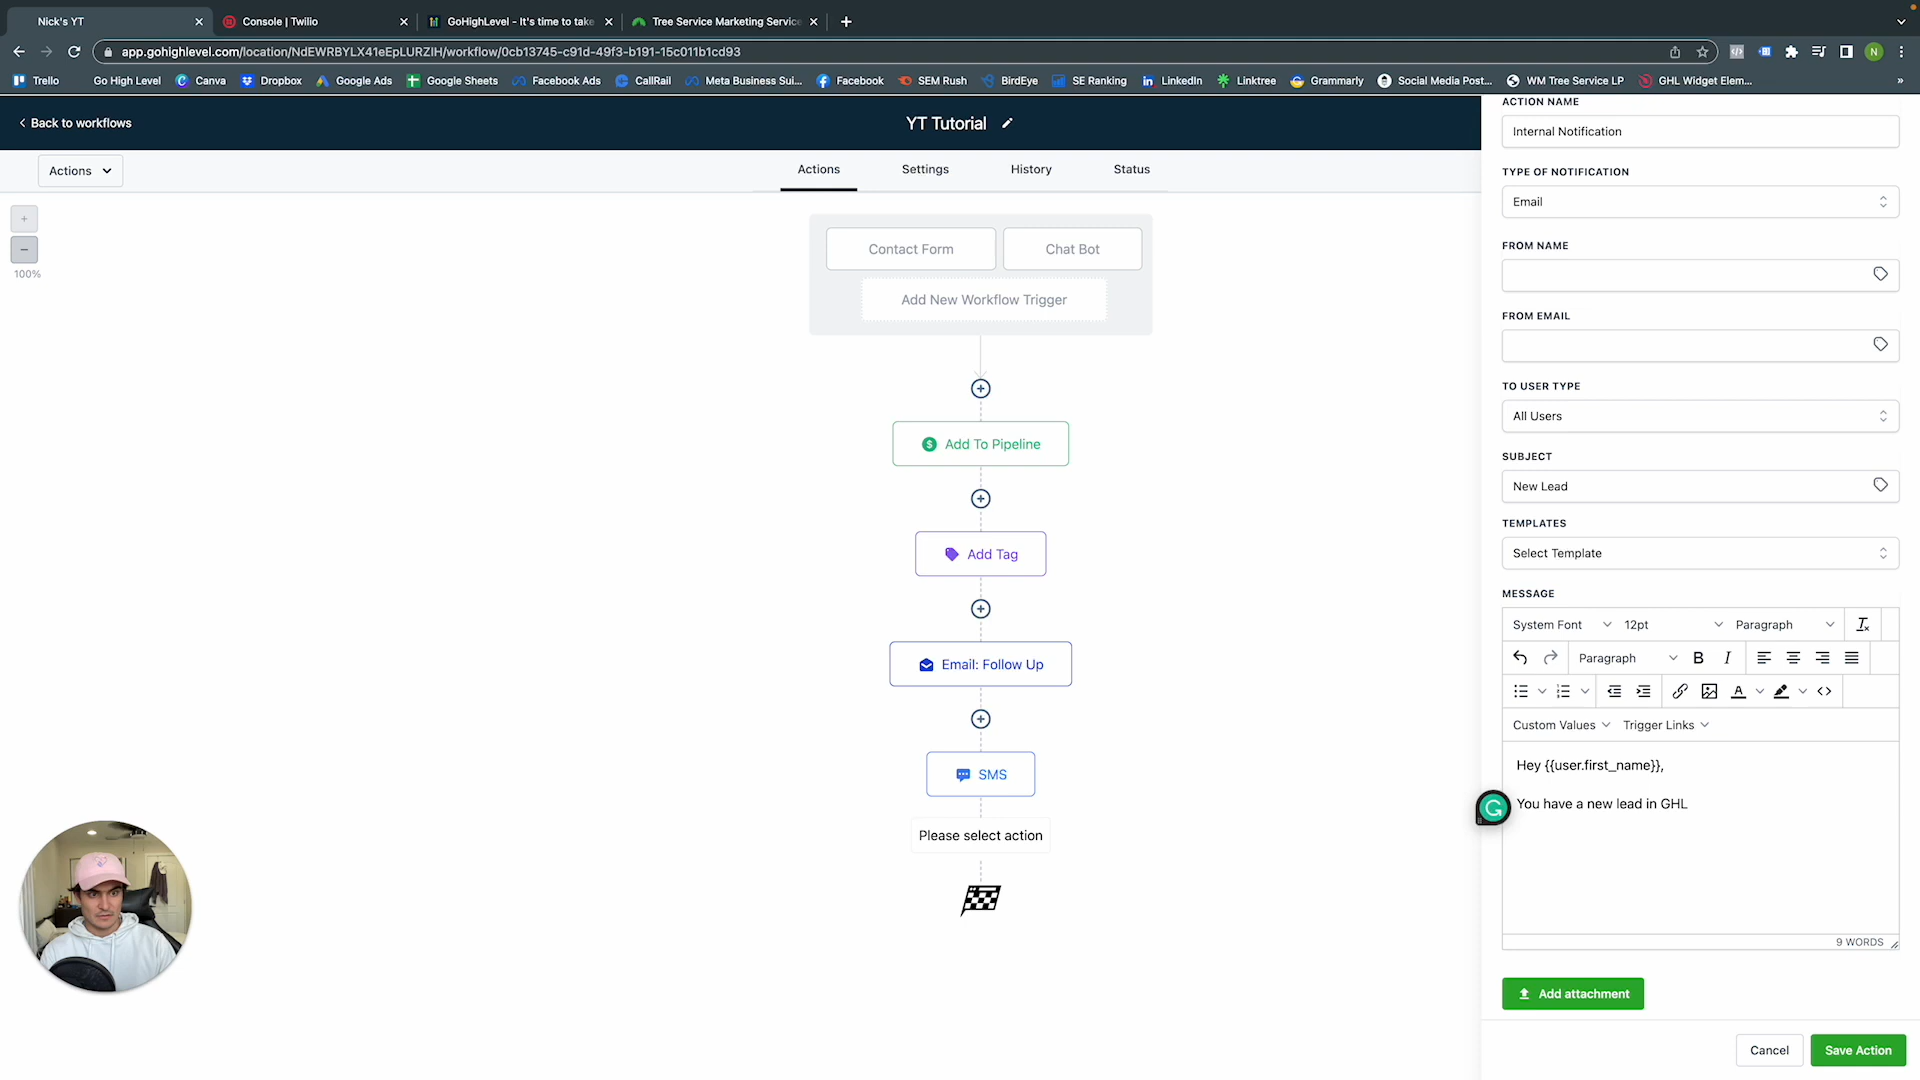 Nick's YT
Console | Twilio
GoHighLevel - It's time to take
Tree Service Marketing Service
app.gohighlevel.com/location/NdEWRBYLX41eEpLURZIH/workflow/0cb13745-c91d-49f3-b191-15c011b1cd93
N
Trello
Go High Level
Canva
Dropbox
Google Ads
Google Sheets
Facebook Ads
CallRail
Meta Business Sui...
Facebook
SEM Rush
BirdEye
SE Ranking
LinkedIn
Linktree
Grammarly
Social Media Post...
WM Tree Service LP
GHL Widget Elem...
Back to workflows
YT Tutorial
Actions
Actions
Settings
History
Status
100%
Contact Form
Chat Bot
Add New Workflow Trigger
Add To Pipeline
Add Tag
Email: Follow Up
SMS
Please select action
ACTION NAME
Internal Notification
TYPE OF NOTIFICATION
Email
FROM NAME
FROM EMAIL
TO USER TYPE
All Users
SUBJECT
New Lead
TEMPLATES
Select Template
MESSAGE
System Font
12pt
Paragraph
Paragraph
B
I
A
Custom Values
Trigger Links
Hey {{user.first_name}},
You have a new lead in GHL
9 WORDS
Add attachment
Cancel
Save Action